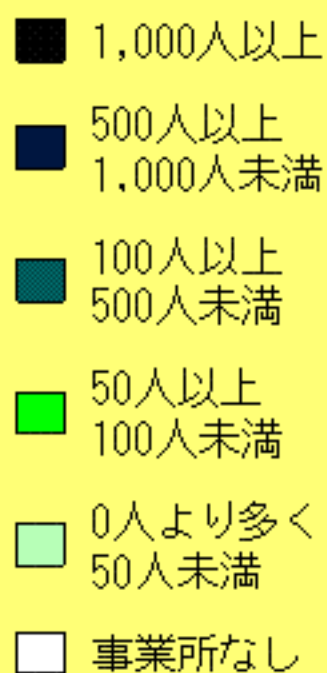 1,000人以上
500人以上
1,000人未満
100人以上
500人未満
50人以上
100人未満
0人より多く
50人未満
事業所なし